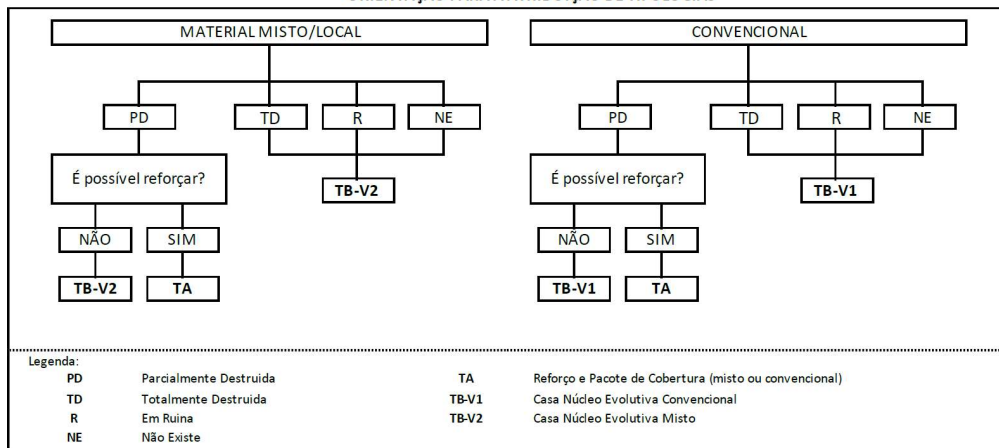 MATERIAL MISTO/LOCAL
PD TD R NE
É possível reforçar?
TB-V2
NÃO SIM
TB-V2 TA
CONVENCIONAL
PD TD R NE
É possível reforçar?
TB-V1
NÃO SIM
TB-V1 TA
Legenda:
PD Parcialmente Destruida TA Reforço e Pacote de Cobertura (misto ou convencional)
TD Totalmente Destruida TB-V1 Casa Núcleo Evolutiva Convencional
R Em Ruina TB-V2 Casa Núcleo Evolutiva Misto
NE Não Existe